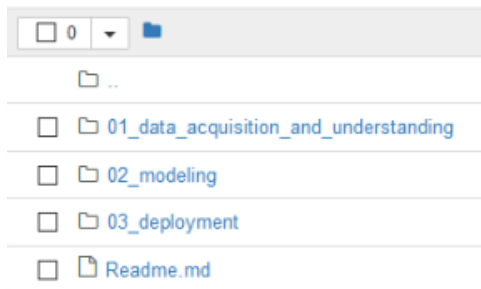 0
..
01_data_acquisition_and_understanding
02_modeling
03_deployment
Readme.md